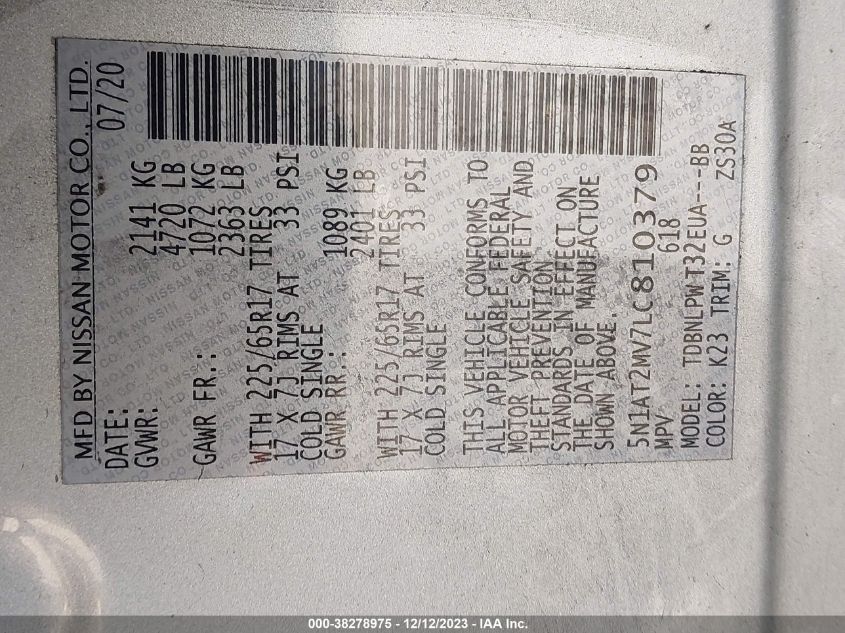 MFD BY NISSAN MOTOR CO., LTD.
DATE: 07/20
GVWR: 2141 KG
4720 LB
GAWR FR.: 1072 KG
2363 LB
WITH 225/65R17 TIRES
17 X 7J RIMS AT 33 PSI
COLD SINGLE
GAWR RR.: 1089 KG
2401 LB
WITH 225/65R17 TIRES
17 X 7J RIMS AT 33 PSI
COLD SINGLE
THIS VEHICLE CONFORMS TO
ALL APPLICABLE FEDERAL
MOTOR VEHICLE SAFETY AND
THEFT PREVENTION
STANDARDS IN EFFECT ON
THE DATE OF MANUFACTURE
SHOWN ABOVE.
5N1AT2MV7LC810379
MPV 618
MODEL: TDBNLPW T32EUA---BB
COLOR: K23 TRIM: G ZS30A
000-38278975 - 12/12/2023 - IAA Inc.